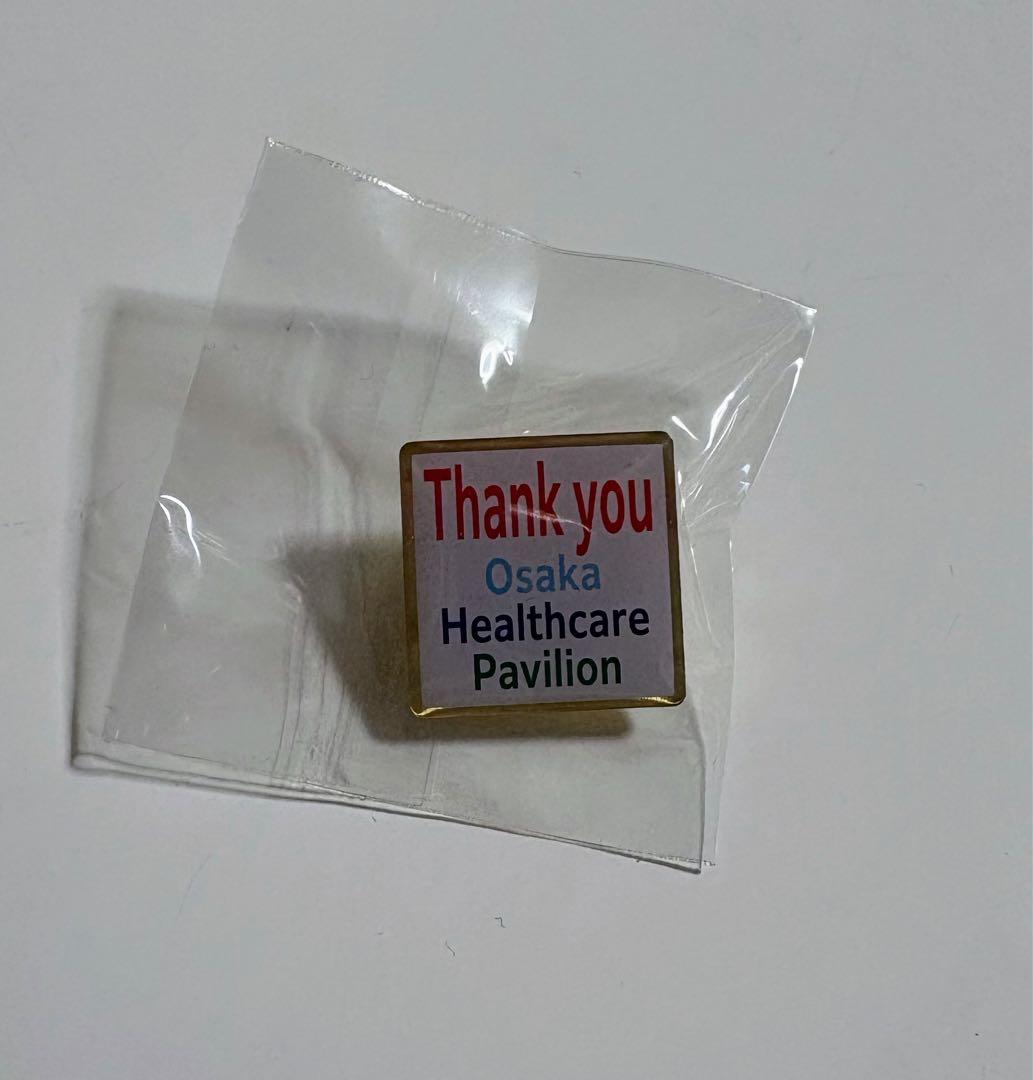 Thank you
Osaka
Healthcare
Pavilion